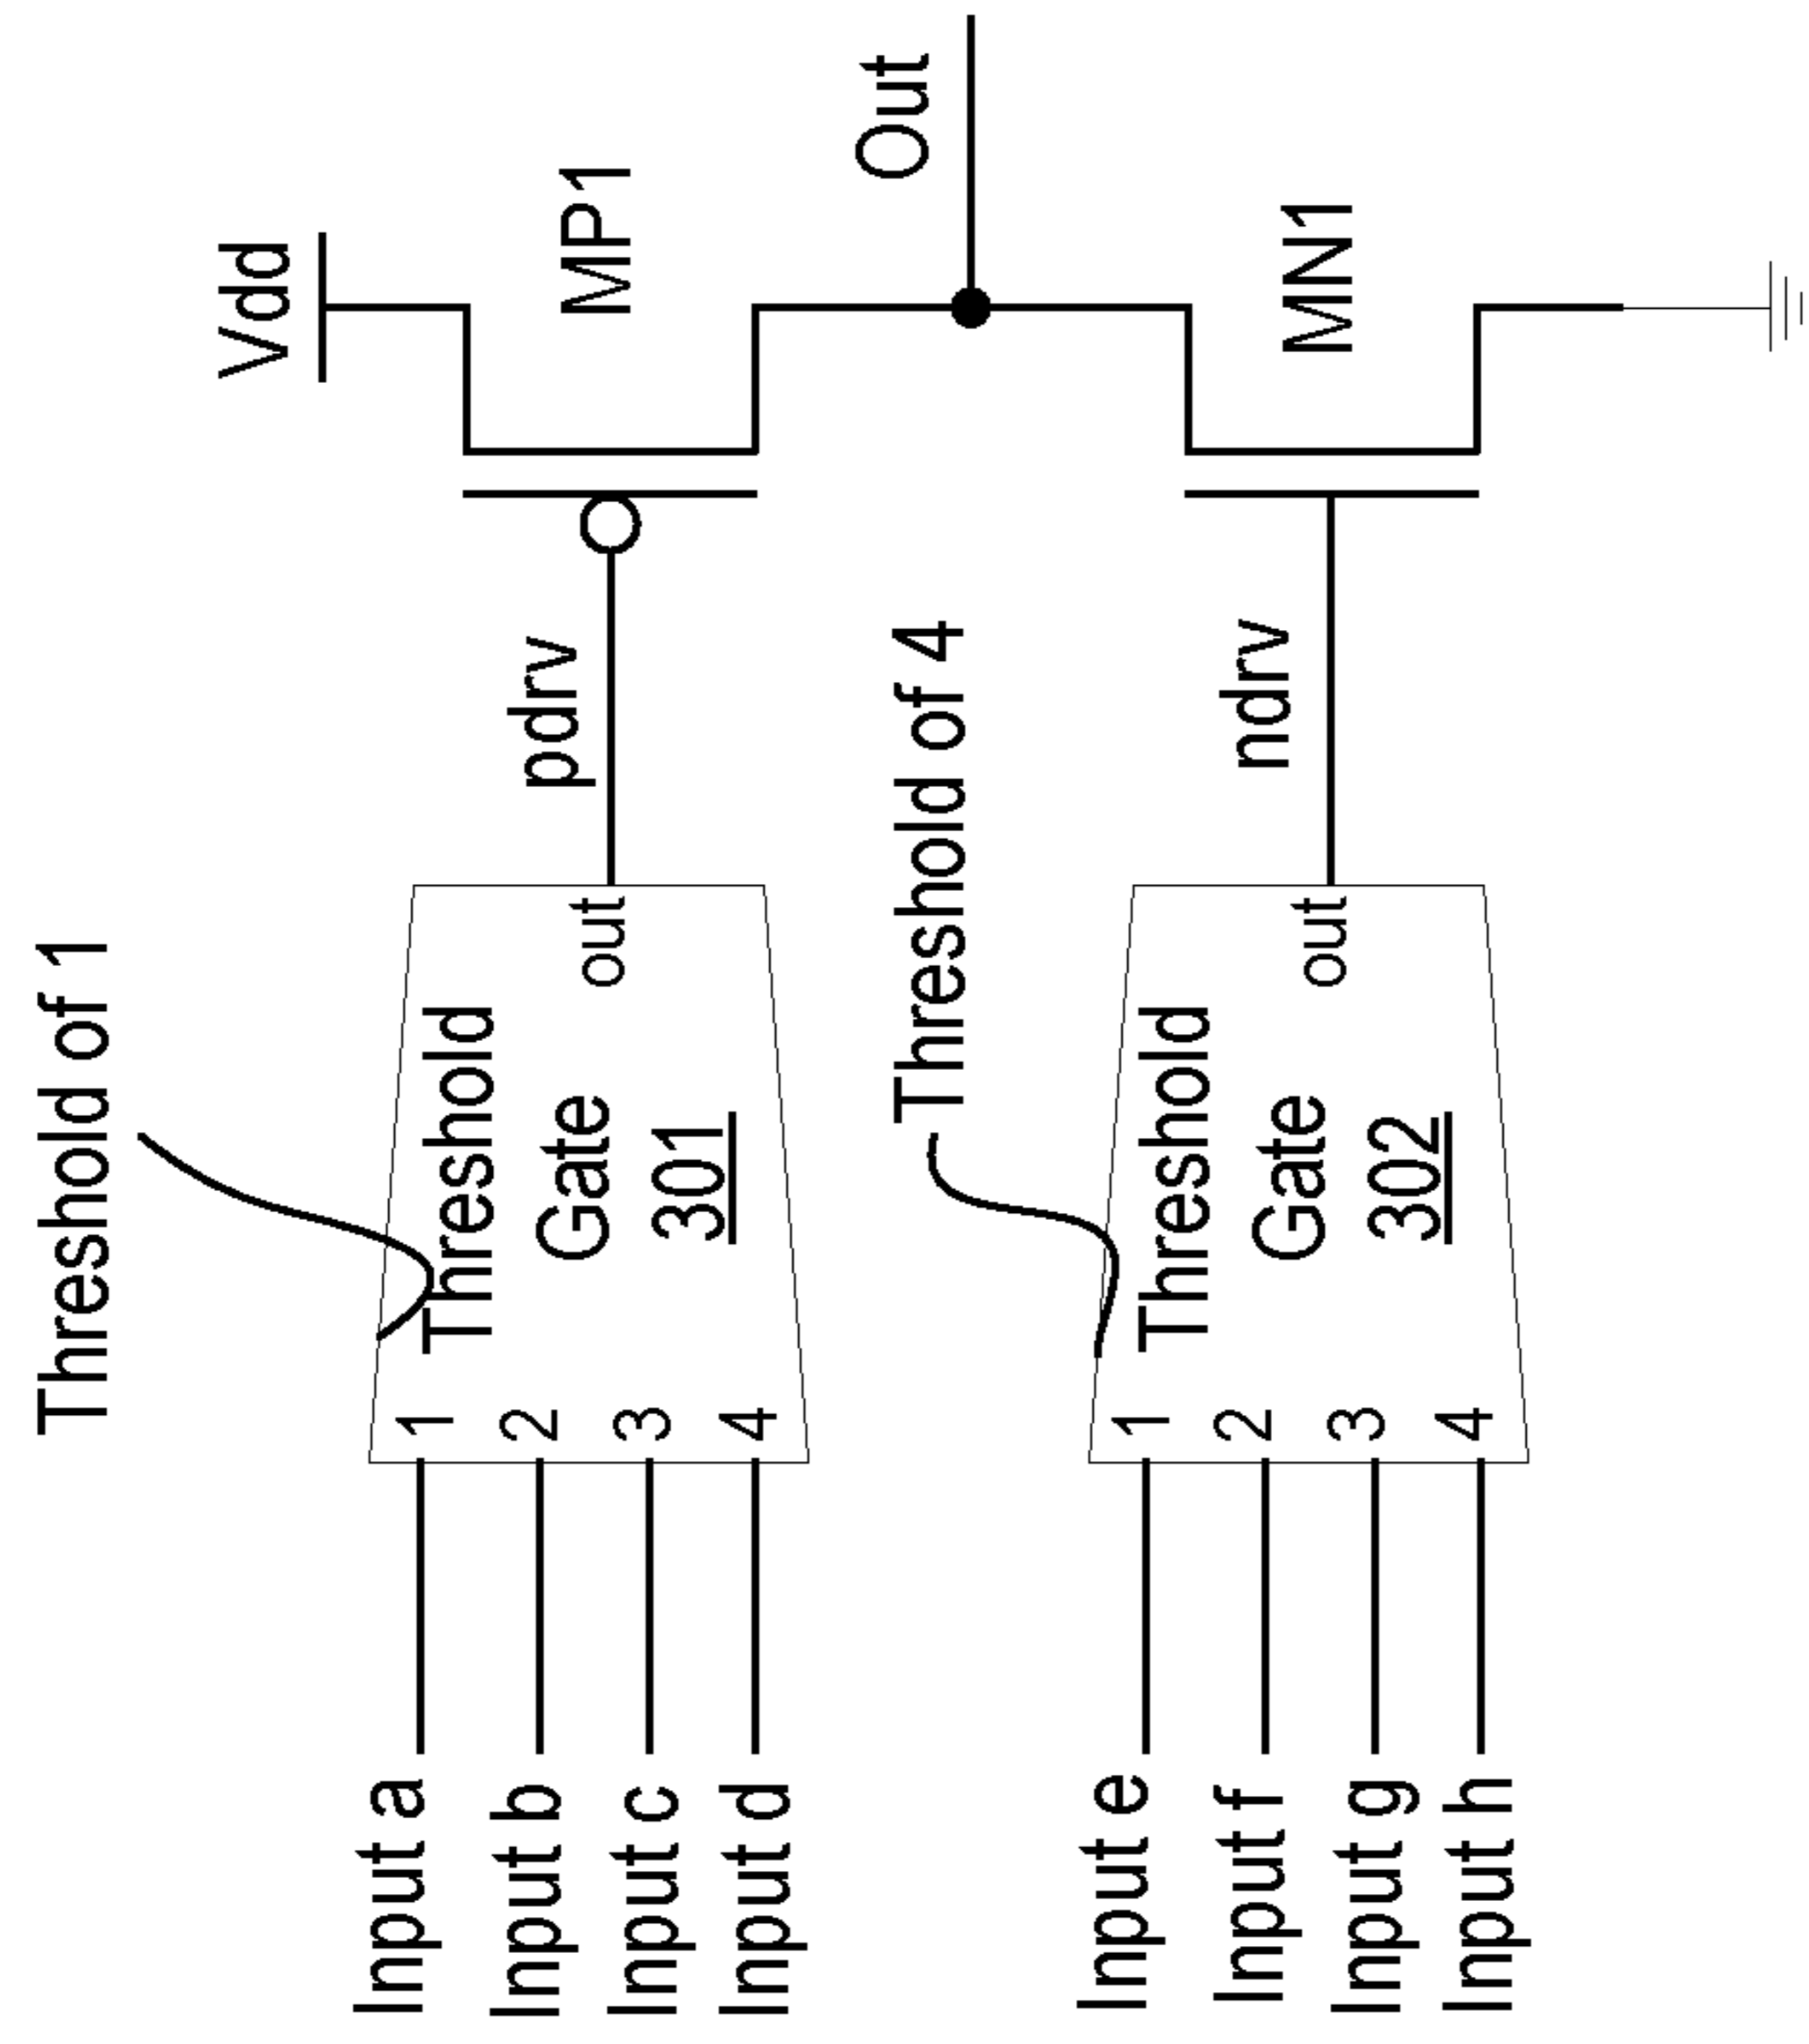 Threshold of 1
Vdd
Input a
Input b
Input c
Input d
1
2
3
4
Threshold
Gate
301
out
pdrv
MP1
Out
Threshold of 4
Input e
Input f
Input g
Input h
1
2
3
4
Threshold
Gate
302
out
ndrv
MN1